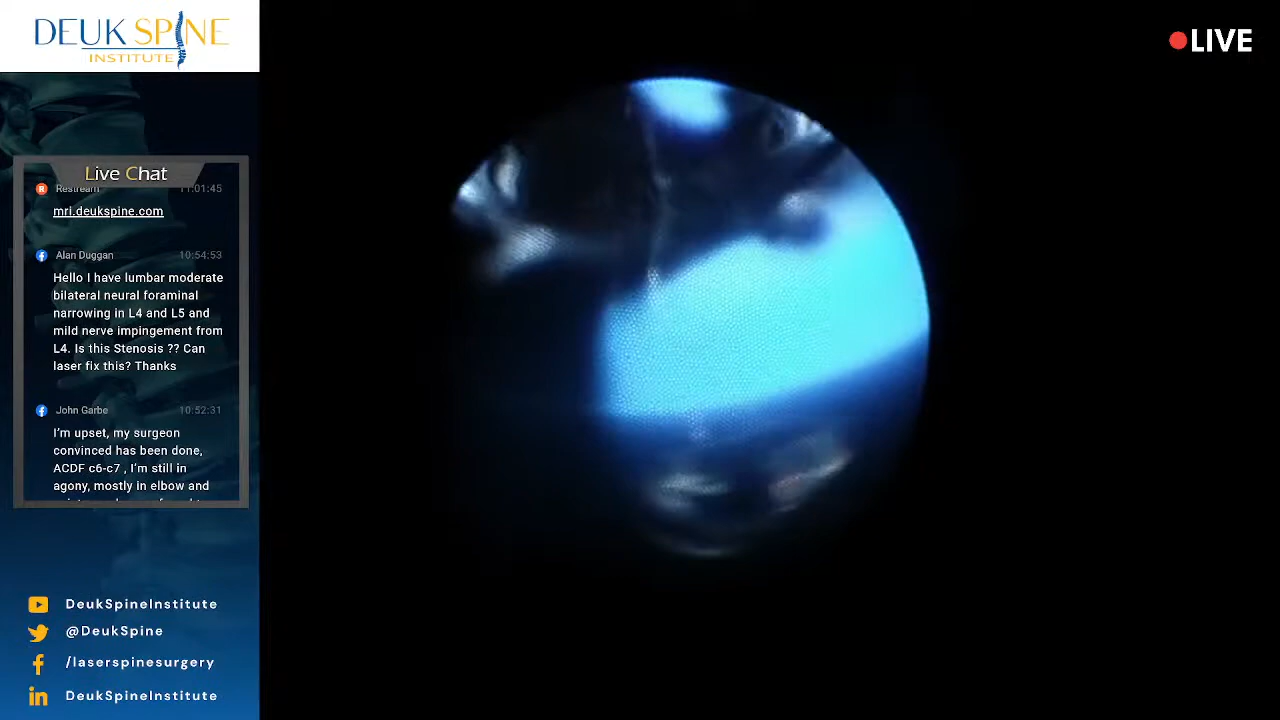 DEUK SPINE
INSTITUTE
LIVE
Live Chat
Restream 11:01:45
mri.deukspine.com
Alan Duggan 10:54:53
Hello I have lumbar moderate
bilateral neural foraminal
narrowing in L4 and L5 and
mild nerve impingement from
L4. Is this Stenosis ?? Can
laser fix this? Thanks
John Garbe 10:52:31
I'm upset, my surgeon
convinced has been done,
ACDF c6-c7 , I'm still in
agony, mostly in elbow and
DeukSpineInstitute
@DeukSpine
/laserspinesurgery
DeukSpineInstitute